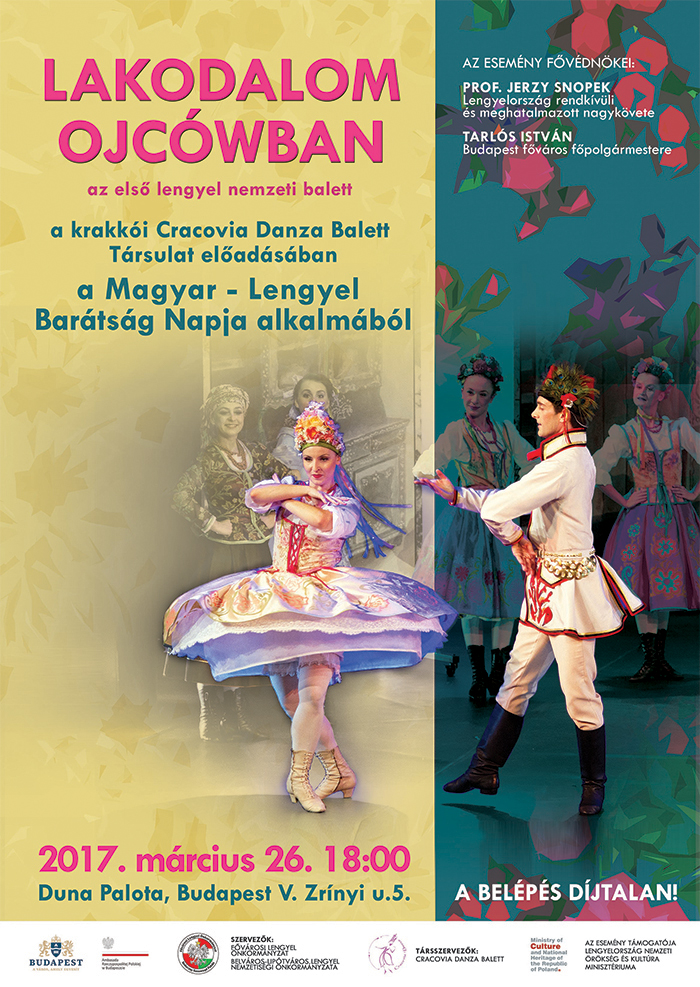 LAKODALOM
OJCÓWBAN
az első lengyel nemzeti balett
a krakkói Cracovia Danza Balett
Társulat előadásában
a Magyar - Lengyel
Barátság Napja alkalmából
AZ ESEMÉNY FŐVÉDNÖKEI:
PROF. JERZY SNOPEK
Lengyelország rendkívüli
és meghatalmazott nagykövete
TARLÓS ISTVÁN
Budapest főváros főpolgármestere
2017. március 26. 18:00
Duna Palota, Budapest V. Zrínyi u.5.
A BELÉPÉS DÍJTALAN!
BUDAPEST
Ambasada
Rzeczypospolitej Polskiej
w Budapeszcie
SZERVEZŐK:
FŐVÁROSI LENGYEL
ÖNKORMÁNYZAT
BELVÁROS-LIPÓTVÁROS LENGYEL
NEMZETISÉGI ÖNKORMÁNYZATA
TÁRSSZERVEZŐK:
CRACOVIA DANZA BALETT
Ministry of
Culture
and National
Heritage of
the Republic
of Poland.
AZ ESEMÉNY TÁMOGATÓJA
LENGYELORSZÁG NEMZETI
ÖRÖKSÉG ÉS KULTÚRA
MINISZTÉRIUMA